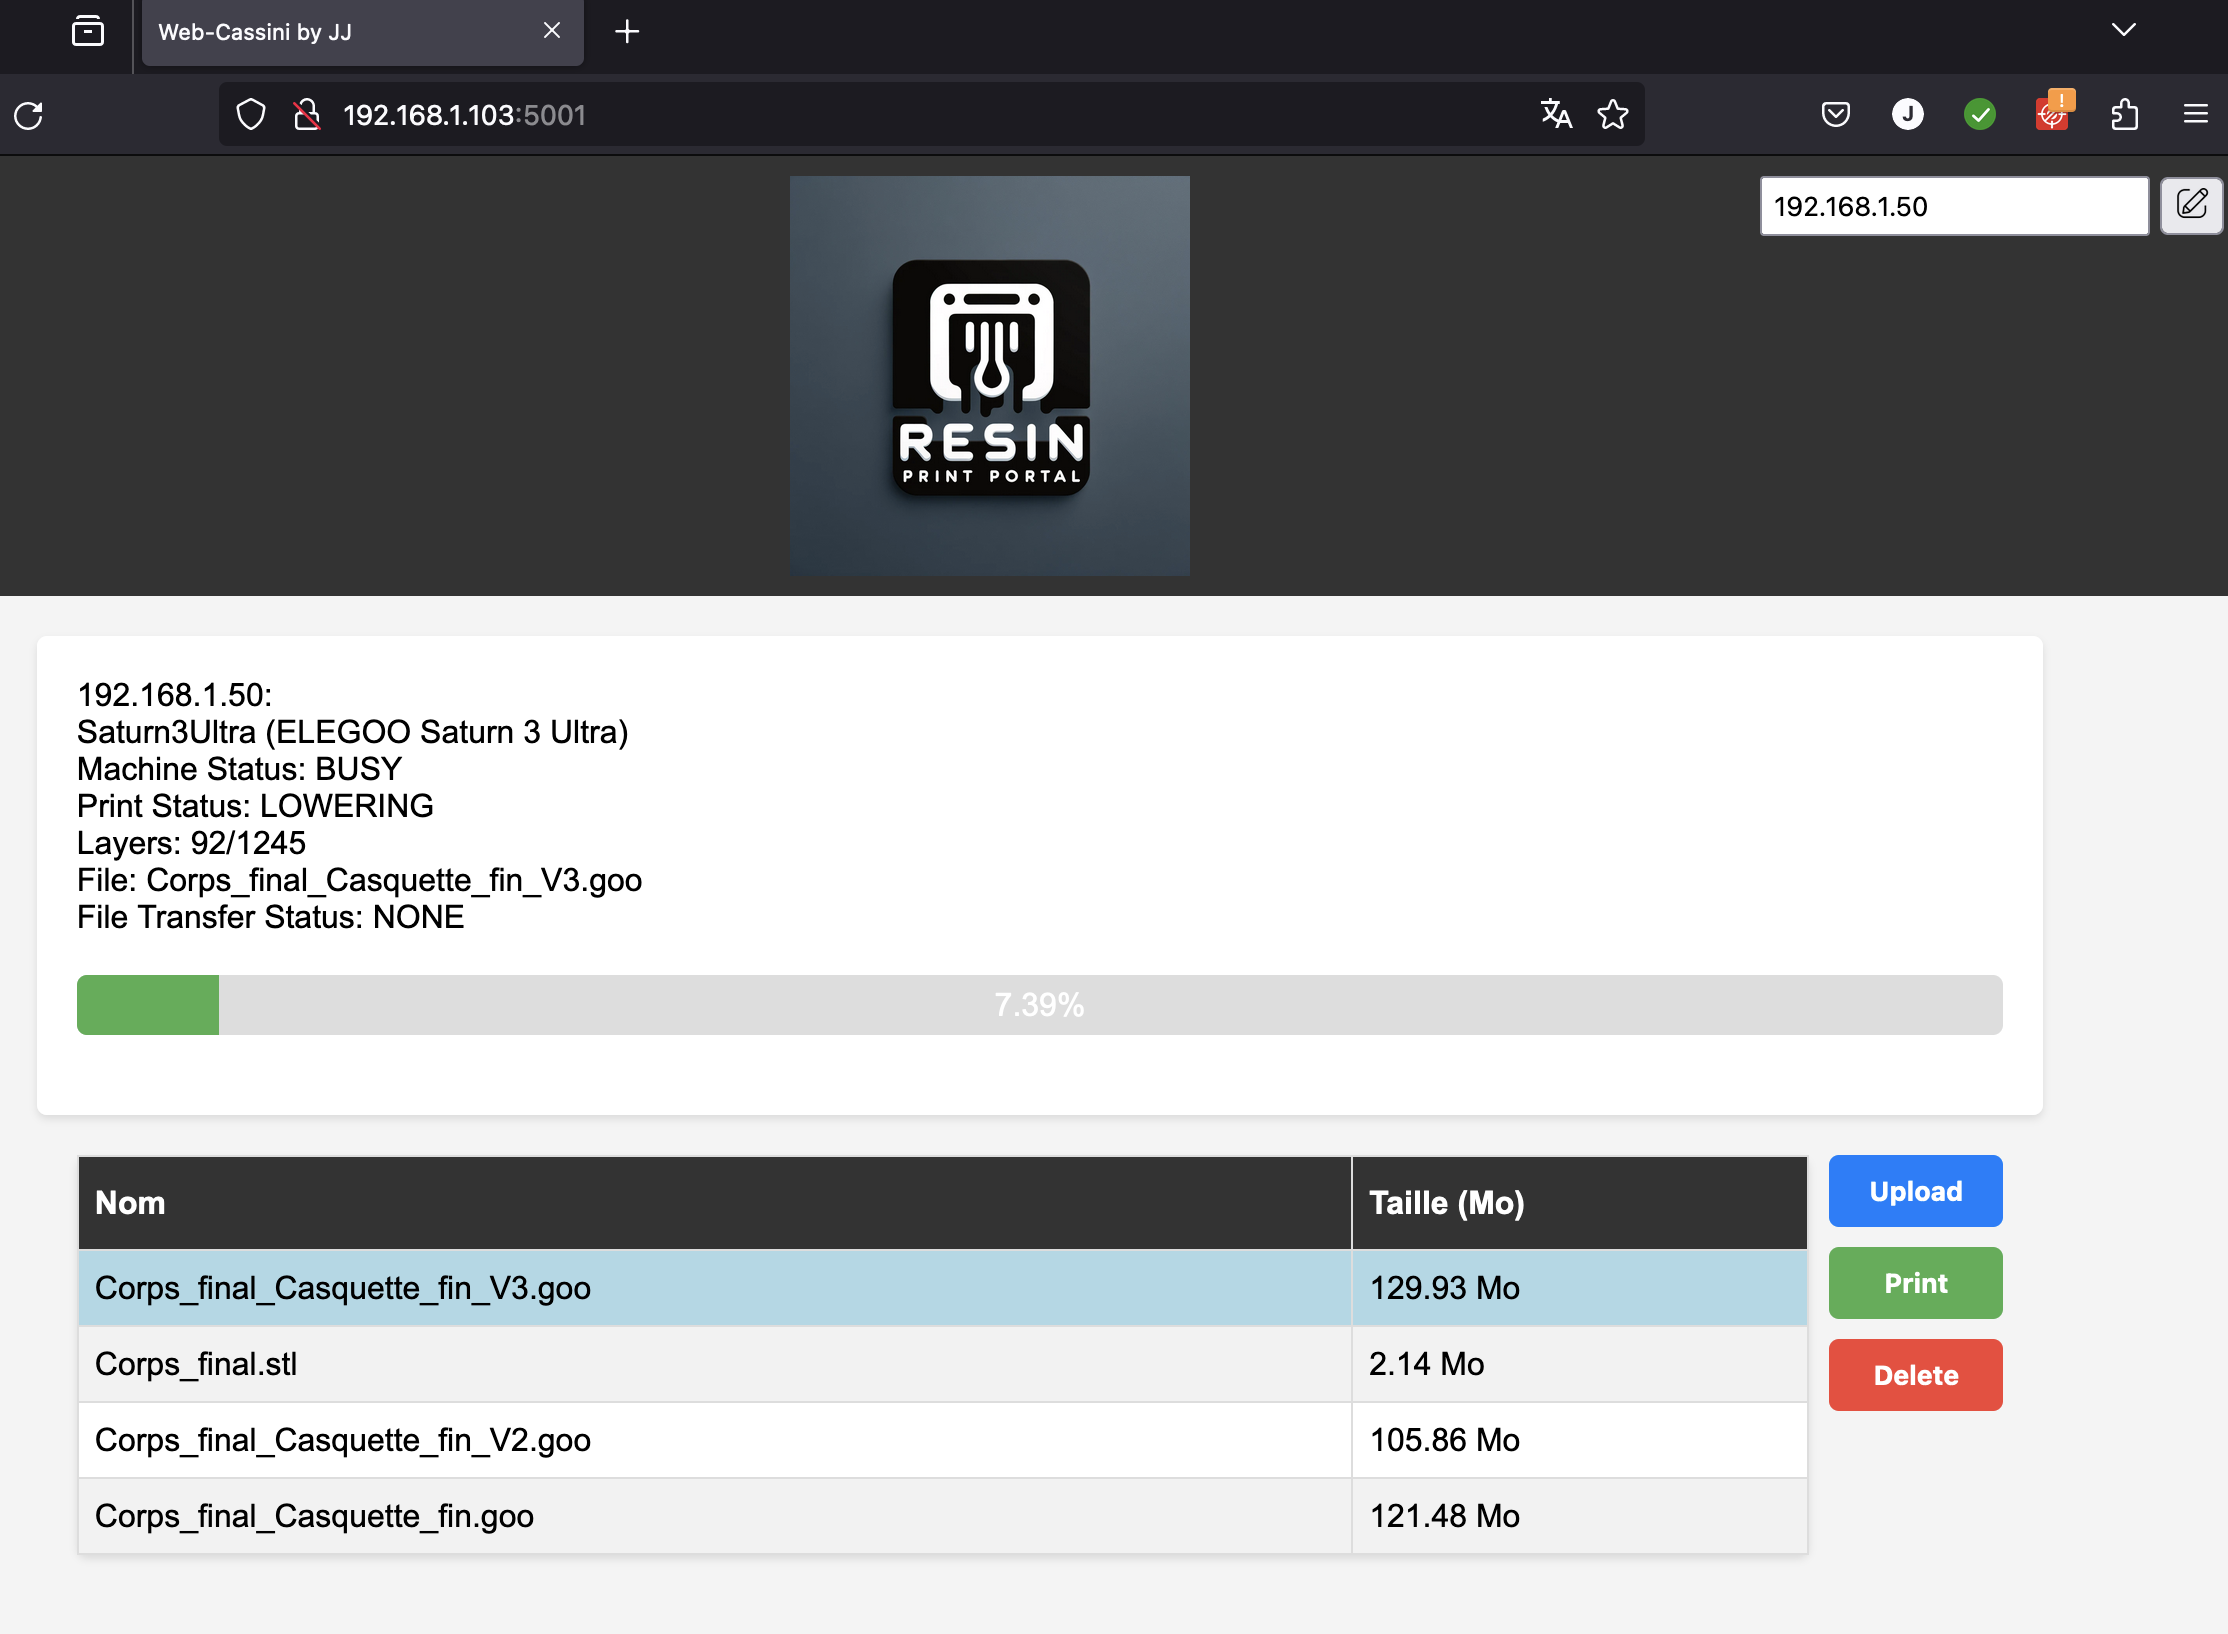 Web-Cassini by JJ
192.168.1.103:5001
J
!
192.168.1.50
RESIN
PRINT PORTAL
192.168.1.50:
Saturn3Ultra (ELEGOO Saturn 3 Ultra)
Machine Status: BUSY
Print Status: LOWERING
Layers: 92/1245
File: Corps_final_Casquette_fin_V3.goo
File Transfer Status: NONE
7.39%
Nom Taille (Mo)
Corps_final_Casquette_fin_V3.goo 129.93 Mo
Corps_final.stl 2.14 Mo
Corps_final_Casquette_fin_V2.goo 105.86 Mo
Corps_final_Casquette_fin.goo 121.48 Mo
Upload
Print
Delete